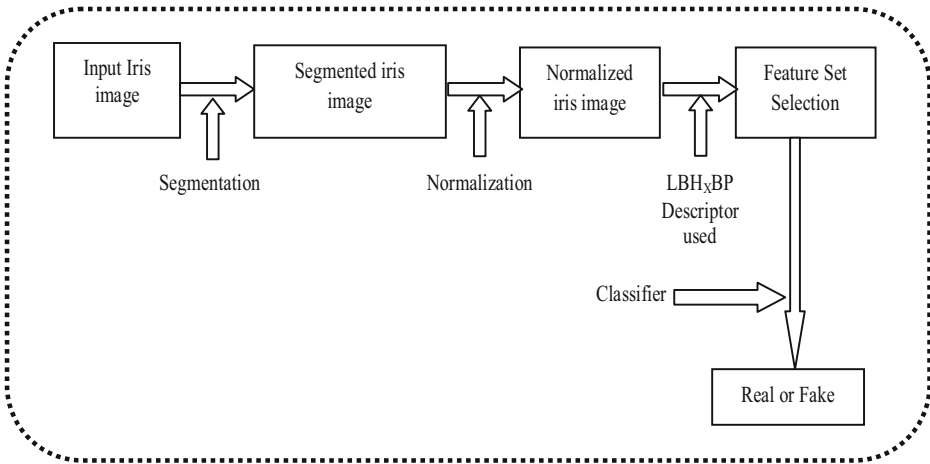 Input Iris
image
Segmented iris
image
Normalized
iris image
Feature Set
Selection
Segmentation
Normalization
LBHₓBP
Descriptor
used
Classifier
Real or Fake